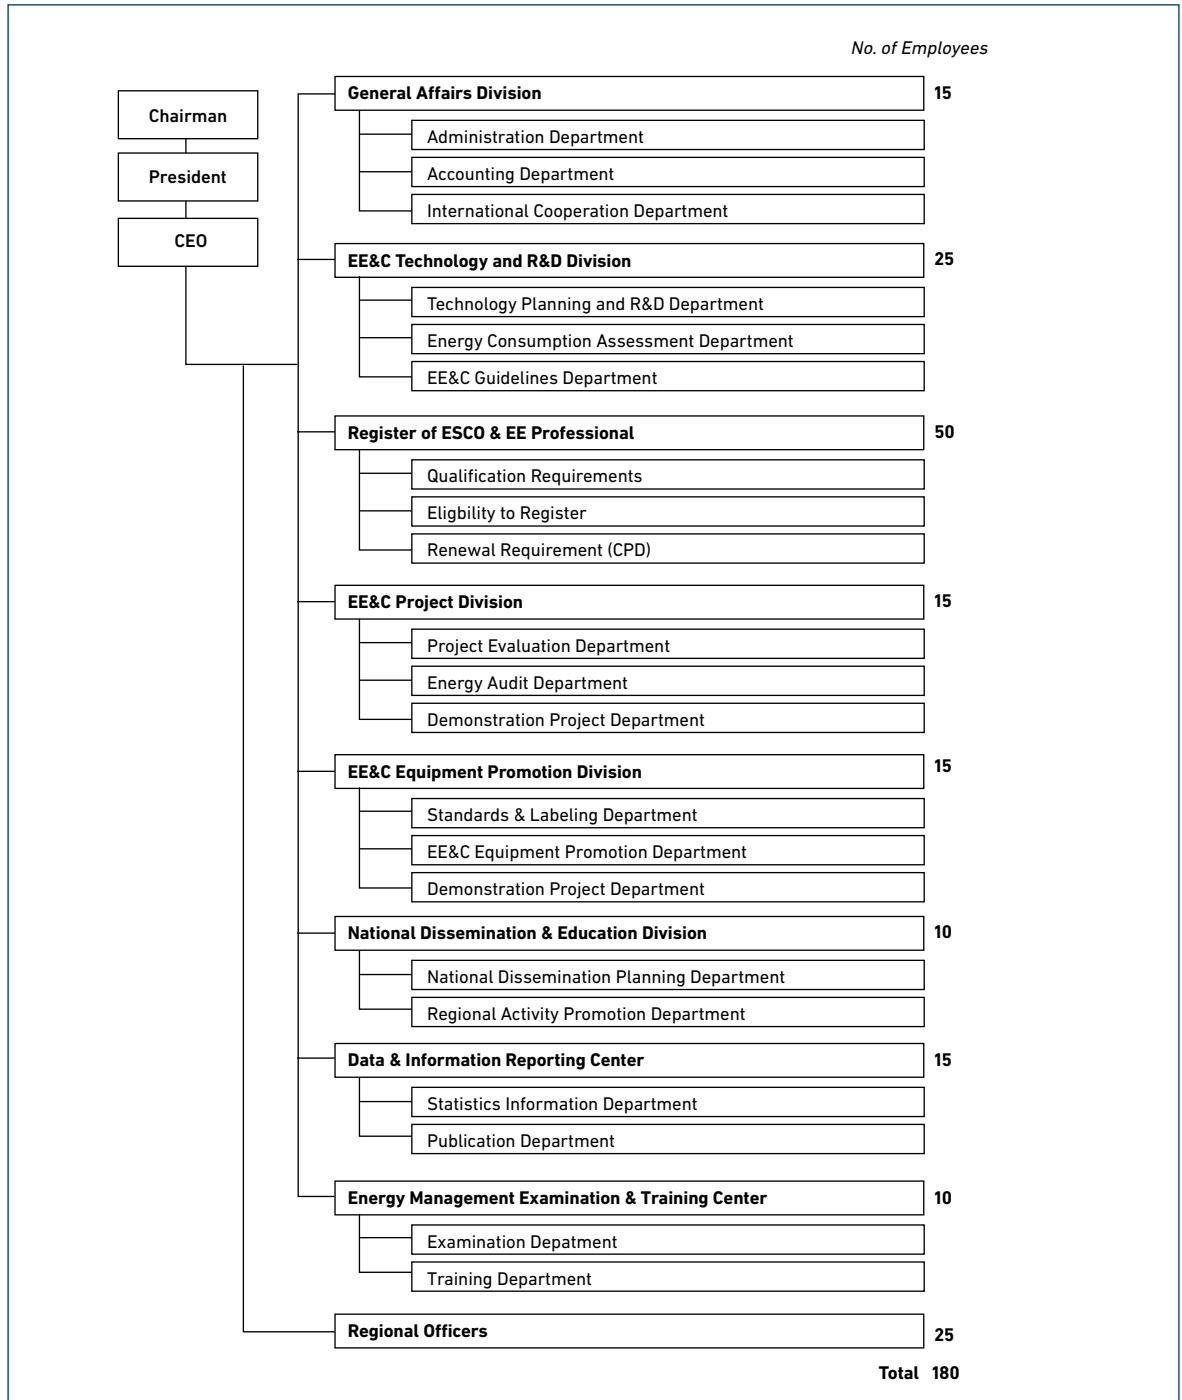 No. of Employees
Chairman
President
CEO
General Affairs Division 15
Administration Department
Accounting Department
International Cooperation Department
EE&C Technology and R&D Division 25
Technology Planning and R&D Department
Energy Consumption Assessment Department
EE&C Guidelines Department
Register of ESCO & EE Professional 50
Qualification Requirements
Eligbility to Register
Renewal Requirement (CPD)
EE&C Project Division 15
Project Evaluation Department
Energy Audit Department
Demonstration Project Department
EE&C Equipment Promotion Division 15
Standards & Labeling Department
EE&C Equipment Promotion Department
Demonstration Project Department
National Dissemination & Education Division 10
National Dissemination Planning Department
Regional Activity Promotion Department
Data & Information Reporting Center 15
Statistics Information Department
Publication Department
Energy Management Examination & Training Center 10
Examination Depatment
Training Department
Regional Officers 25
Total 180